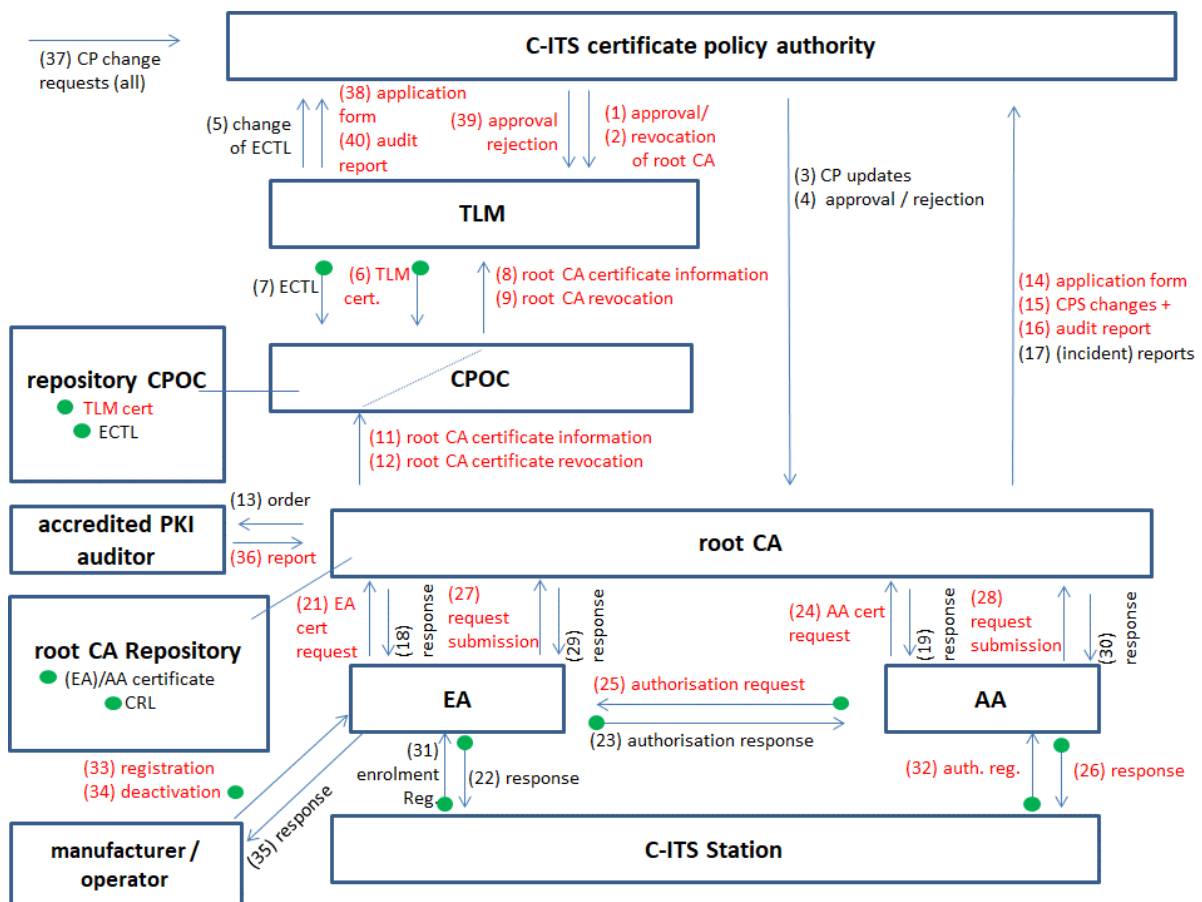 C-ITS certificate policy authority
(37) CP change
requests (all)
(5) change
of ECTL
(38) application
form
(40) audit
report
(39) approval
rejection
(1) approval/
(2) revocation
of root CA
(3) CP updates
(4) approval / rejection
TLM
(7) ECTL
(6) TLM
cert.
(8) root CA certificate information
(9) root CA revocation
(14) application form
(15) CPS changes +
(16) audit report
(17) (incident) reports
repository CPOC
TLM cert
ECTL
CPOC
(11) root CA certificate information
(12) root CA certificate revocation
(13) order
accredited PKI
auditor
(36) report
root CA
(21) EA
cert
request
(18)
response
(27)
request
submission
(29)
response
(24) AA cert
request
(19)
response
(28)
request
submission
(30)
response
root CA Repository
(EA)/AA certificate
CRL
EA
(25) authorisation request
(23) authorisation response
AA
(33) registration
(34) deactivation
(35) response
(31)
enrolment
Reg.
(22) response
(32) auth. reg.
(26) response
manufacturer /
operator
C-ITS Station